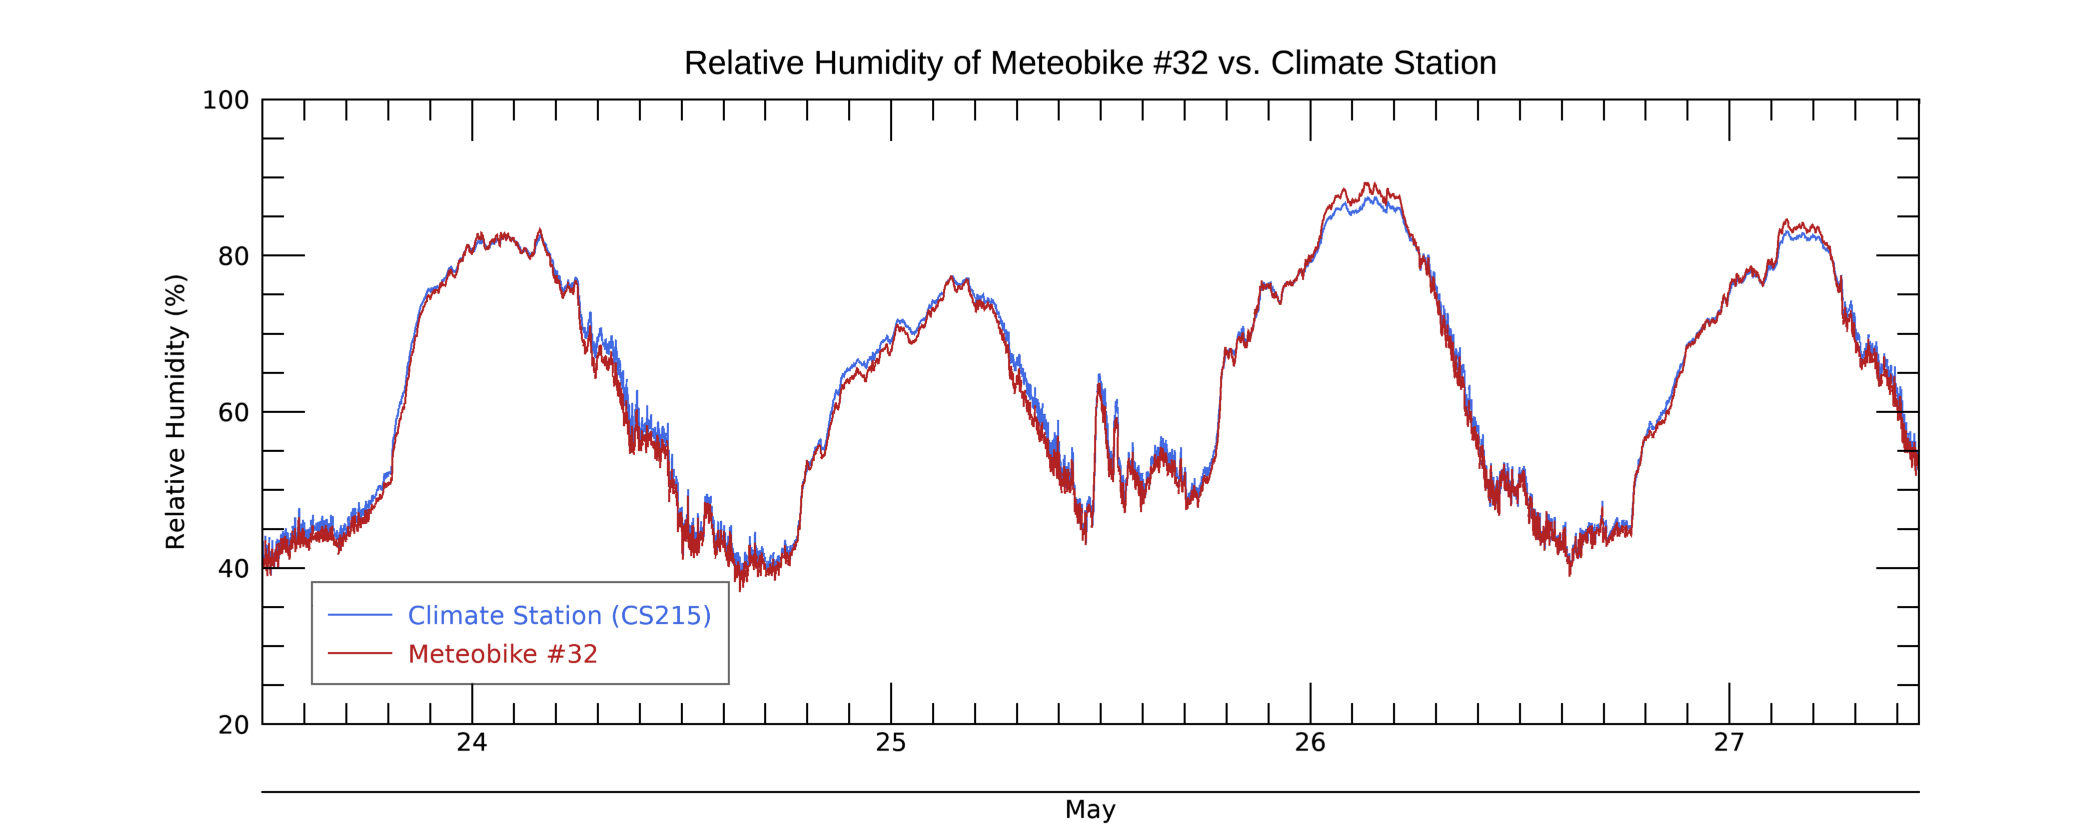 Relative Humidity of Meteobike #32 vs. Climate Station
Relative Humidity (%)
100
80
60
40
20
Climate Station (CS215)
Meteobike #32
24 25 26 27
May